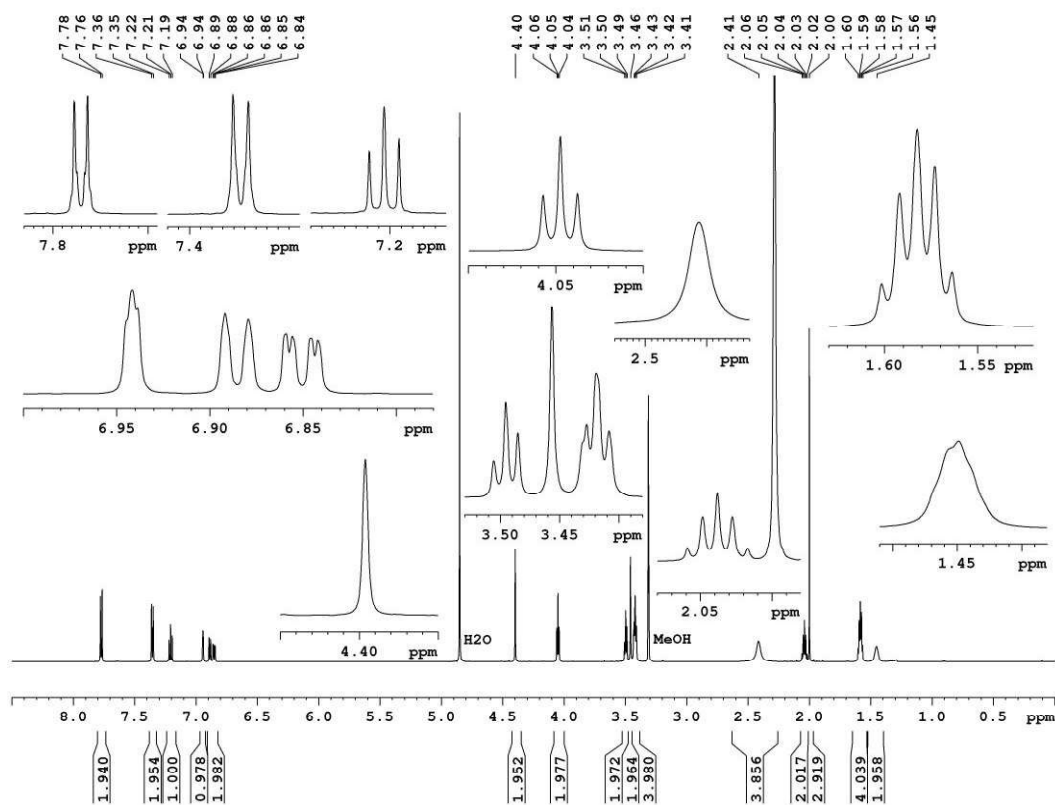 7.78 7.76 7.36 7.35 7.22 7.21 7.19 6.94 6.94 6.89 6.88 6.86 6.86 6.85 6.84
4.40 4.06 4.05 4.04 3.51 3.50 3.49 3.46 3.43 3.42 3.41
2.41 2.06 2.05 2.04 2.03 2.02 2.00 1.60 1.59 1.58 1.57 1.56 1.45
7.8 ppm
7.4 ppm
7.2 ppm
4.05 ppm
2.5 ppm
1.60 1.55 ppm
6.95 6.90 6.85 ppm
3.50 3.45 ppm
2.05 ppm
1.45 ppm
4.40 ppm
H2O
MeOH
8.0 7.5 7.0 6.5 6.0 5.5 5.0 4.5 4.0 3.5 3.0 2.5 2.0 1.5 1.0 0.5 0.0 ppm
1.940 1.954 1.000 0.978 1.982 1.952 1.977 1.972 1.964 3.980 3.856 2.017 2.919 4.039 1.958